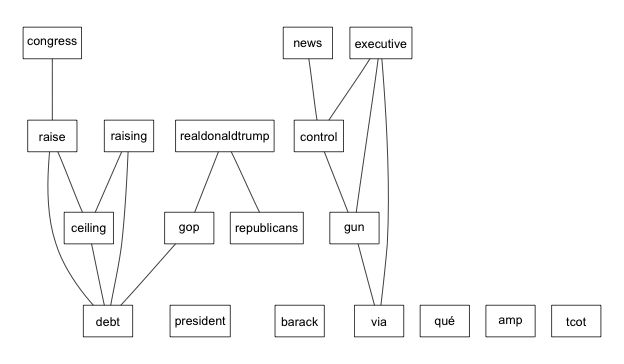 congress
news
executive
raise
raising
realdonaldtrump
control
ceiling
gop
republicans
gun
debt
president
barack
via
qué
amp
tcot